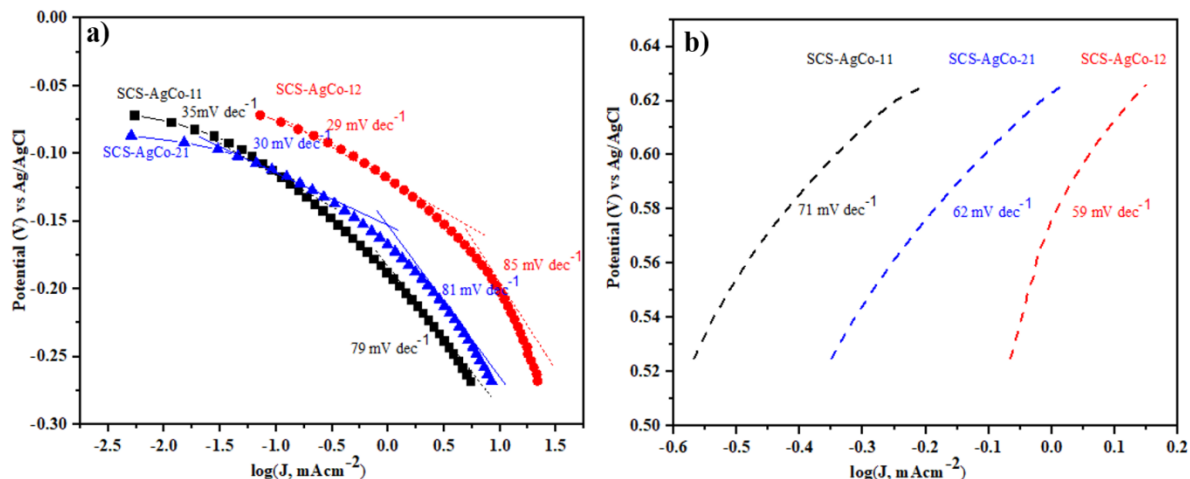 a)
0.00
-0.05
-0.10
-0.15
-0.20
-0.25
-0.30
Potential (V) vs Ag/AgCl
SCS-AgCo-11
35mV dec-1
SCS-AgCo-12
29 mV dec-1
SCS-AgCo-21
30 mV dec-1
85 mV dec-1
81 mV dec-1
79 mV dec-1
-2.5 -2.0 -1.5 -1.0 -0.5 0.0 0.5 1.0 1.5
log(J, mAcm-2)
b)
0.64
0.62
0.60
0.58
0.56
0.54
0.52
0.50
Potential (V) vs Ag/AgCl
SCS-AgCo-11 SCS-AgCo-21 SCS-AgCo-12
71 mV dec-1 62 mV dec-1 59 mV dec-1
-0.6 -0.5 -0.4 -0.3 -0.2 -0.1 0.0 0.1 0.2
log(J, mAcm-2)